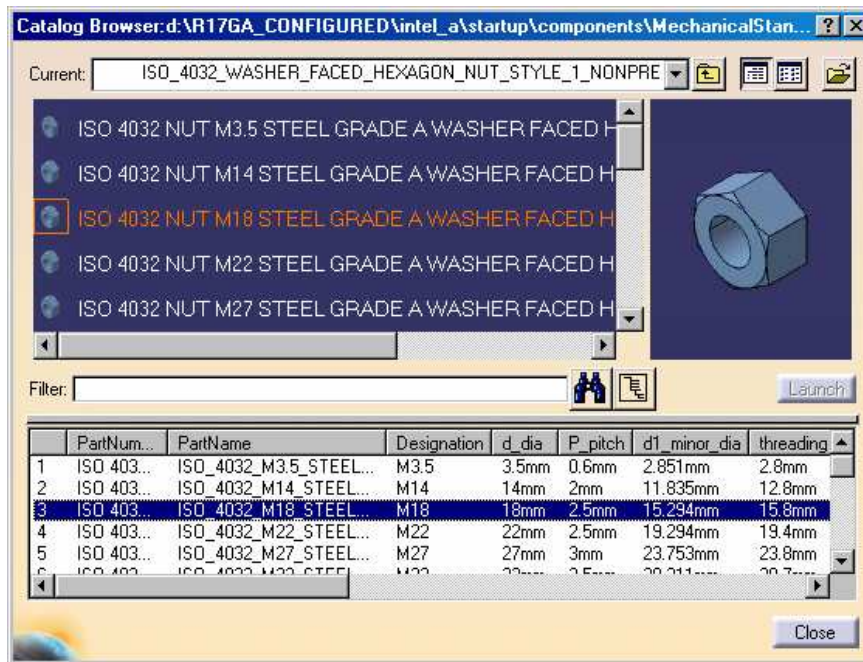 Catalog Browser:d:\R17GA_CONFIGURED\intel_a\startup\components\MechanicalStan...
Current: ISO_4032_WASHER_FACED_HEXAGON_NUT_STYLE_1_NONPRE
ISO 4032 NUT M3.5 STEEL GRADE A WASHER FACED H
ISO 4032 NUT M14 STEEL GRADE A WASHER FACED H
ISO 4032 NUT M18 STEEL GRADE A WASHER FACED H
ISO 4032 NUT M22 STEEL GRADE A WASHER FACED H
ISO 4032 NUT M27 STEEL GRADE A WASHER FACED H
Filter: Launch
PartNum... PartName Designation d_dia P_pitch d1_minor_dia threading
1 ISO 403... ISO_4032_M3.5_STEEL... M3.5 3.5mm 0.6mm 2.851mm 2.8mm
2 ISO 403... ISO_4032_M14_STEEL... M14 14mm 2mm 11.835mm 12.8mm
3 ISO 403... ISO_4032_M18_STEEL... M18 18mm 2.5mm 15.294mm 15.8mm
4 ISO 403... ISO_4032_M22_STEEL... M22 22mm 2.5mm 19.294mm 19.4mm
5 ISO 403... ISO_4032_M27_STEEL... M27 27mm 3mm 23.753mm 23.8mm
Close